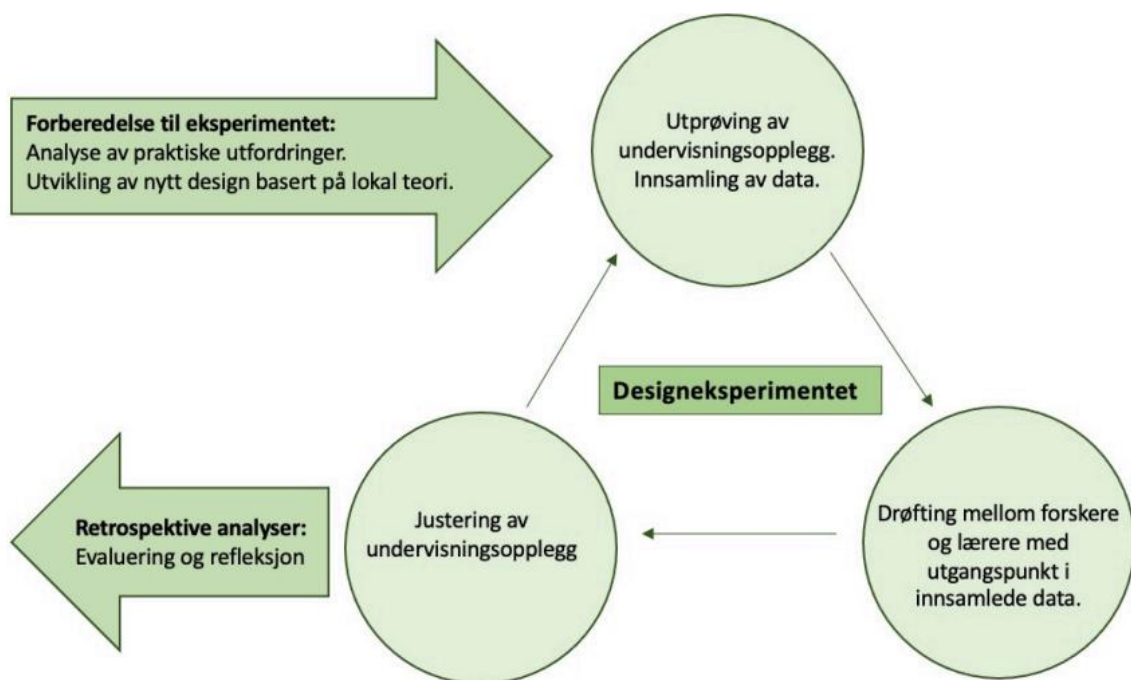 Forberedelse til eksperimentet:
Analyse av praktiske utfordringer.
Utvikling av nytt design basert på lokal teori.
Utprøving av
undervisningsopplegg.
Innsamling av data.
Designeksperimentet
Drøfting mellom forskere
og lærere med
utgangspunkt i
innsamlede data.
Justering av
undervisningsopplegg
Retrospektive analyser:
Evaluering og refleksjon